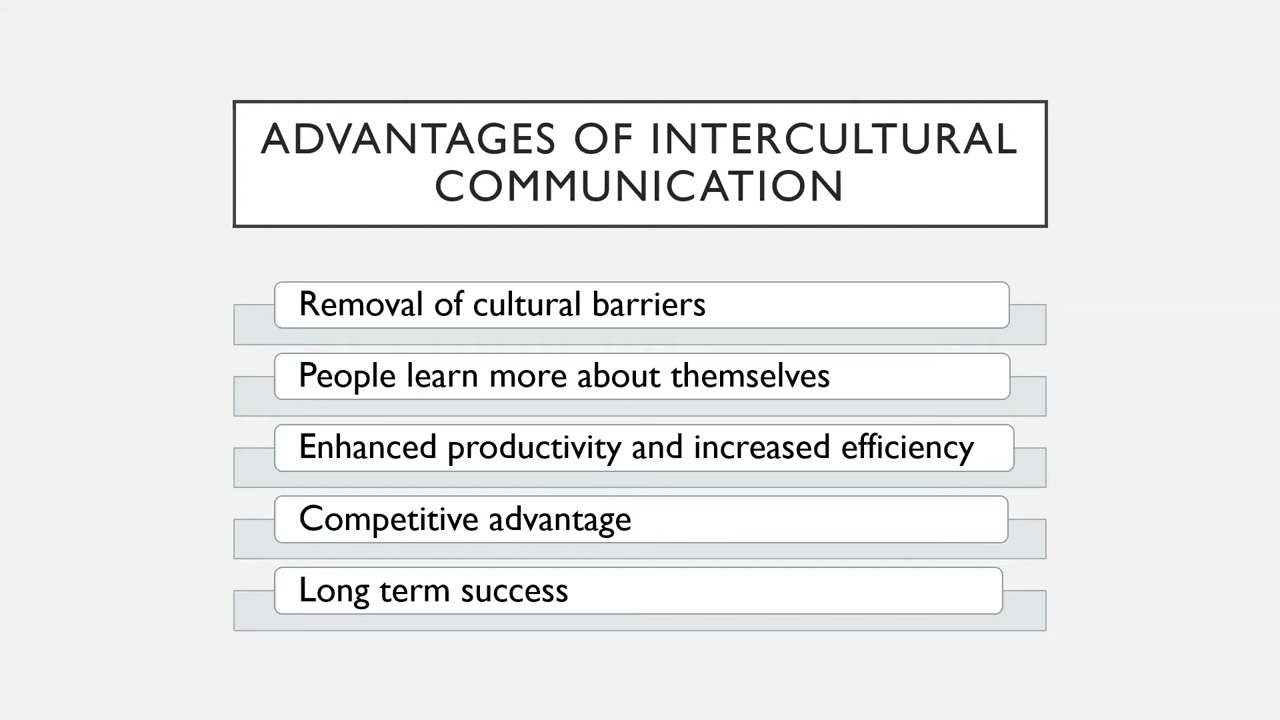 ADVANTAGES OF INTERCULTURAL
COMMUNICATION
Removal of cultural barriers
People learn more about themselves
Enhanced productivity and increased efficiency
Competitive advantage
Long term success